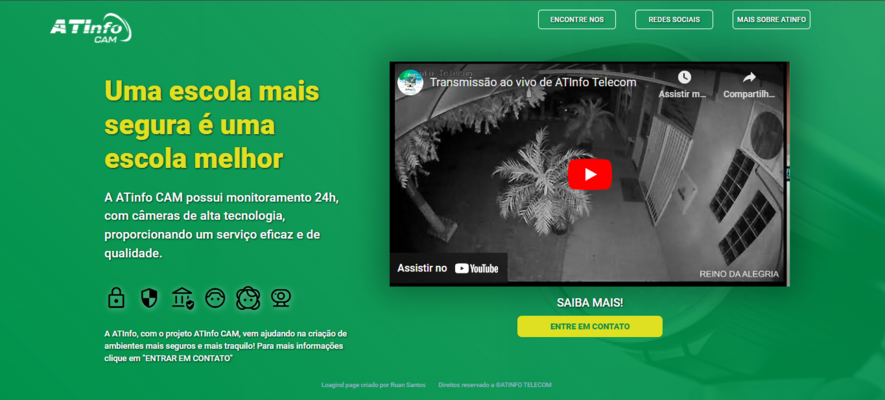 ATInfo
CAM
ENCONTRE NOS
REDES SOCIAIS
MAIS SOBRE ATINFO
Uma escola mais
segura é uma
escola melhor
A ATinfo CAM possui monitoramento 24h,
com câmeras de alta tecnologia,
proporcionando um serviço eficaz e de
qualidade.
A ATInfo, com o projeto ATInfo CAM, vem ajudando na criação de
ambientes mais seguros e mais traquilo! Para mais informações
clique em "ENTRAR EM CONTATO"
Transmissão ao vivo de ATInfo Telecom
Assistir m...
Compartilh...
Assistir no YouTube
REINO DA ALEGRIA
SAIBA MAIS!
ENTRE EM CONTATO
Loagind page criado por Ruan Santos
Direitos reservado a ©ATINFO TELECOM